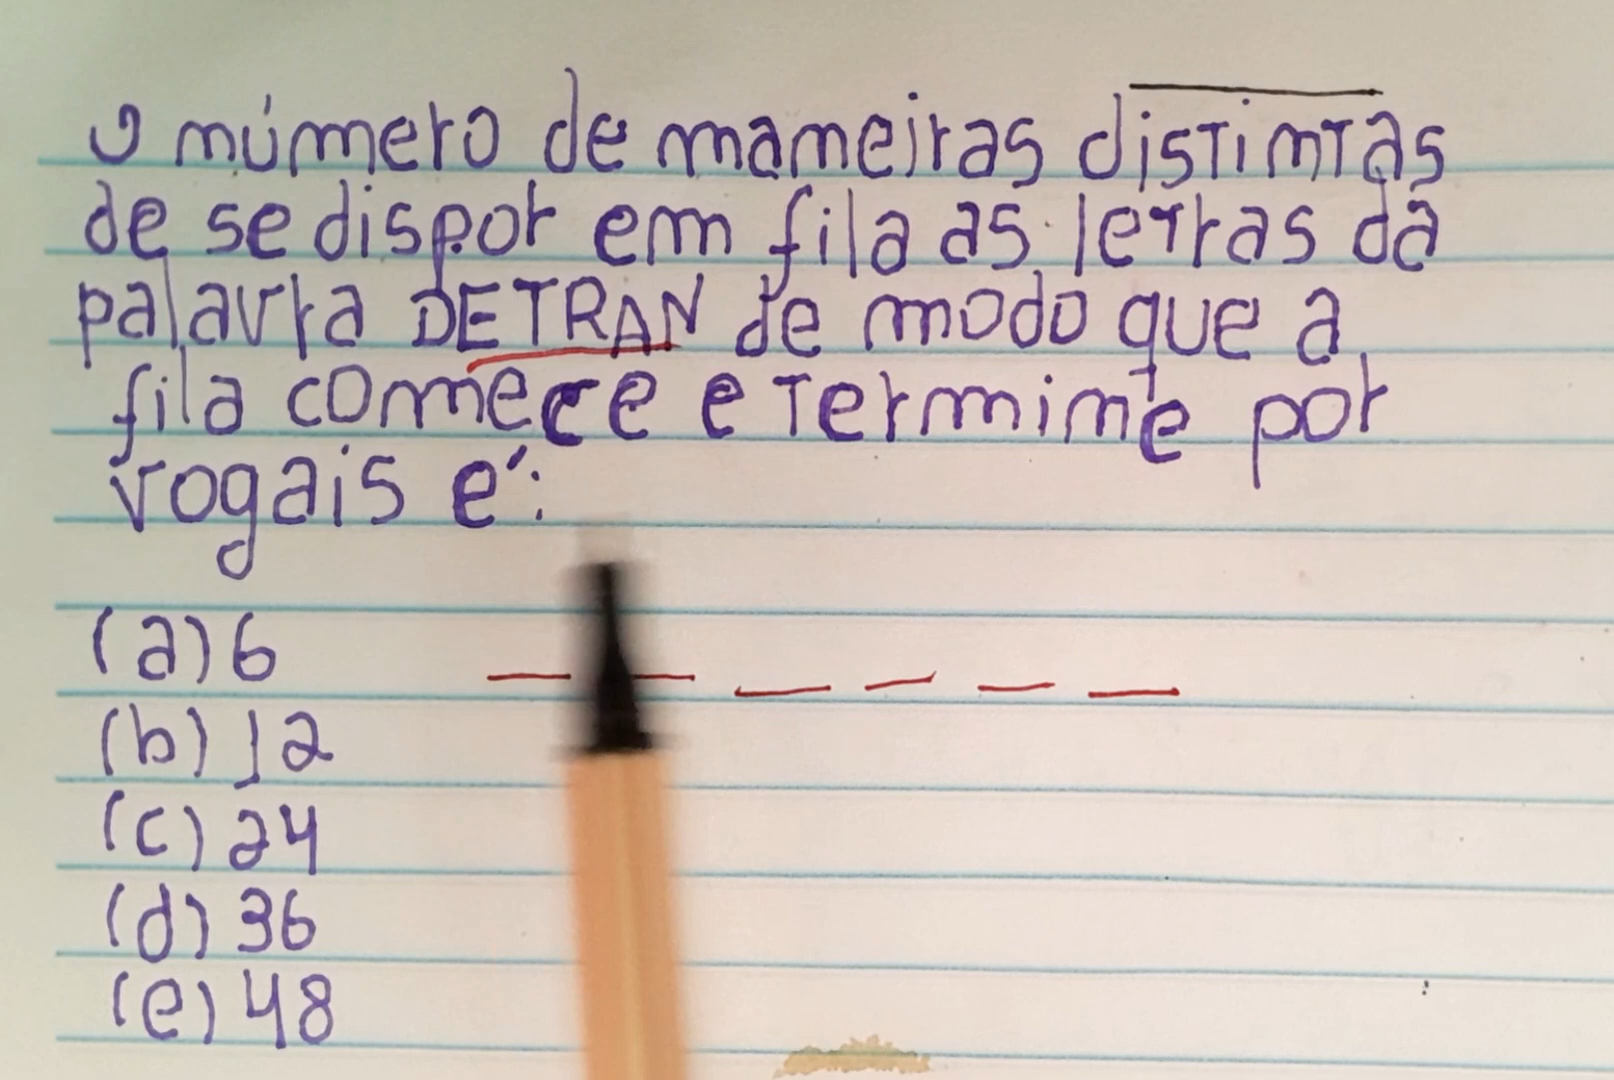 O número de maneiras distintas
de se dispor em fila as letras da
palavra DETRAN de modo que a
fila comece e termine por
vogais é:
(a) 6
(b) 12
(c) 24
(d) 36
(e) 48